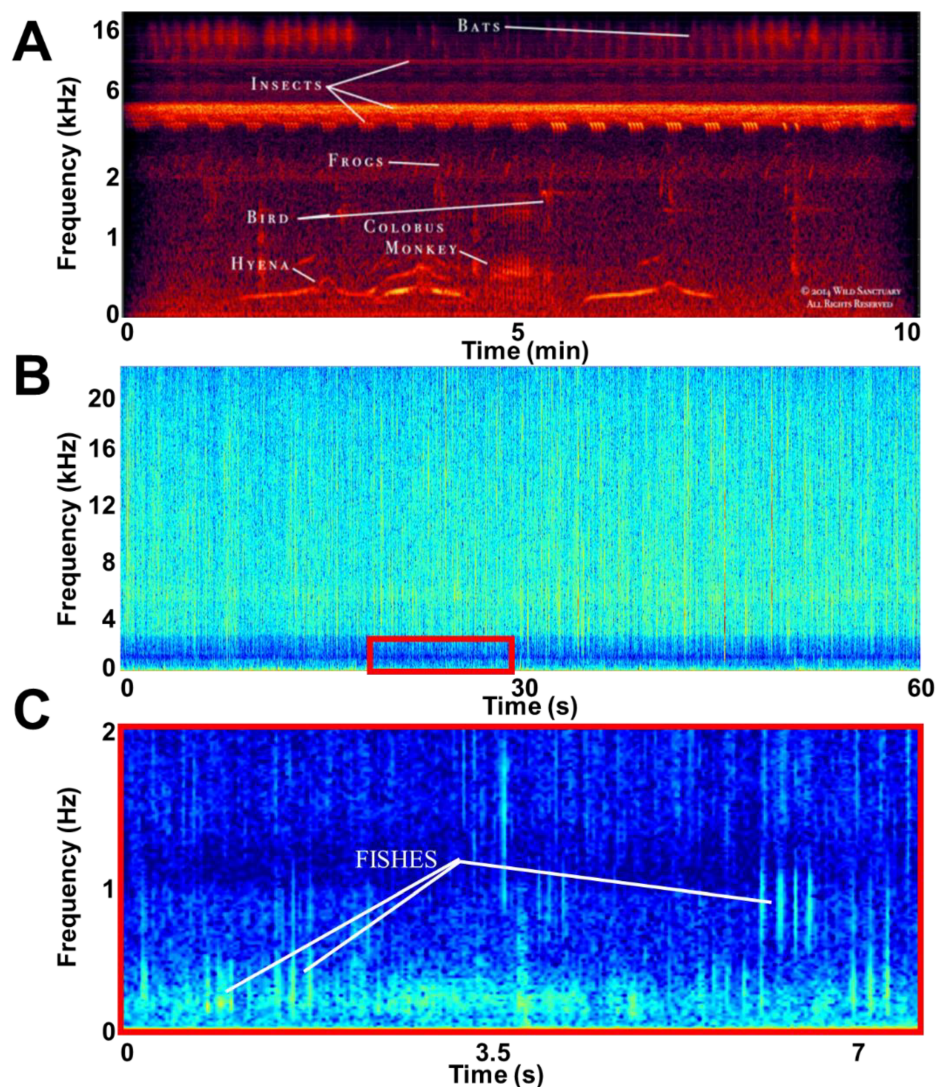 A
Frequency (kHz)
16
6
2
1
0
BATS
INSECTS
FROGS
BIRD
COLOBUS
MONKEY
HYENA
© 2014 WILD SANCTUARY
ALL RIGHTS RESERVED
0 5 10
Time (min)
B
Frequency (kHz)
20
16
12
8
4
0
0 30 60
Time (s)
C
Frequency (Hz)
2
1
0
FISHES
0 3.5 7
Time (s)